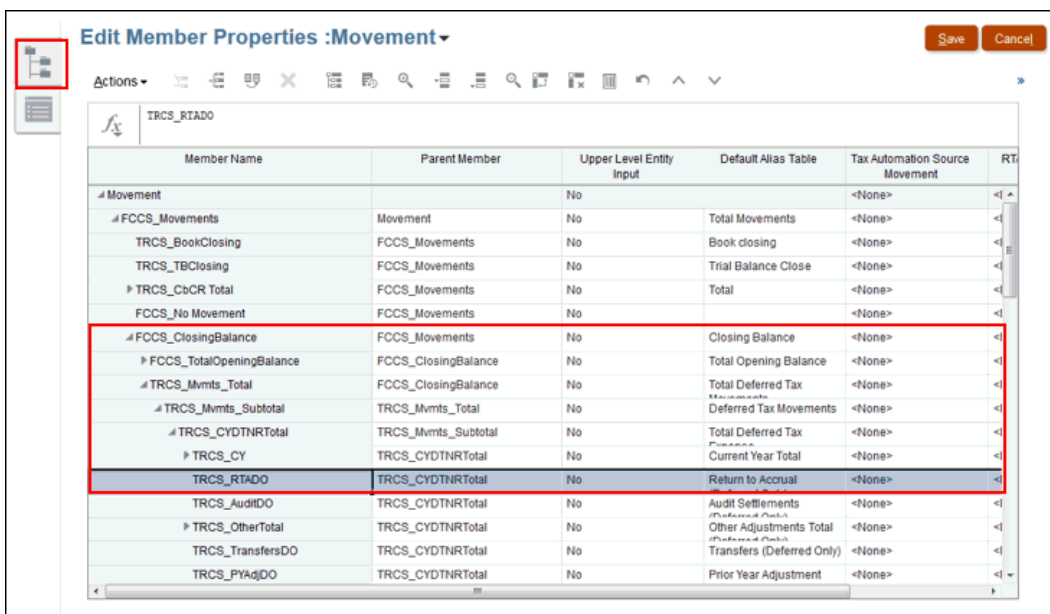 Edit Member Properties :Movement
Save Cancel
Actions
fx TRCS_RTADO
Member Name Parent Member Upper Level Entity Input Default Alias Table Tax Automation Source Movement
Movement No <None>
FCCS_Movements Movement No Total Movements <None>
TRCS_BookClosing FCCS_Movements No Book closing <None>
TRCS_TBClosing FCCS_Movements No Trial Balance Close <None>
TRCS_CbCR Total FCCS_Movements No Total <None>
FCCS_No Movement FCCS_Movements No <None>
FCCS_ClosingBalance FCCS_Movements No Closing Balance <None>
FCCS_TotalOpeningBalance FCCS_ClosingBalance No Total Opening Balance <None>
TRCS_Mvmts_Total FCCS_ClosingBalance No Total Deferred Tax <None>
TRCS_Mvmts_Subtotal TRCS_Mvmts_Total No Deferred Tax Movements <None>
TRCS_CYDTNRTotal TRCS_Mvmts_Subtotal No Total Deferred Tax <None>
TRCS_CY TRCS_CYDTNRTotal No Current Year Total <None>
TRCS_RTADO TRCS_CYDTNRTotal No Return to Accrual <None>
TRCS_AuditDO TRCS_CYDTNRTotal No Audit Settlements <None>
TRCS_OtherTotal TRCS_CYDTNRTotal No Other Adjustments Total <None>
TRCS_TransfersDO TRCS_CYDTNRTotal No Transfers (Deferred Only) <None>
TRCS_PYAdjDO TRCS_CYDTNRTotal No Prior Year Adjustment <None>